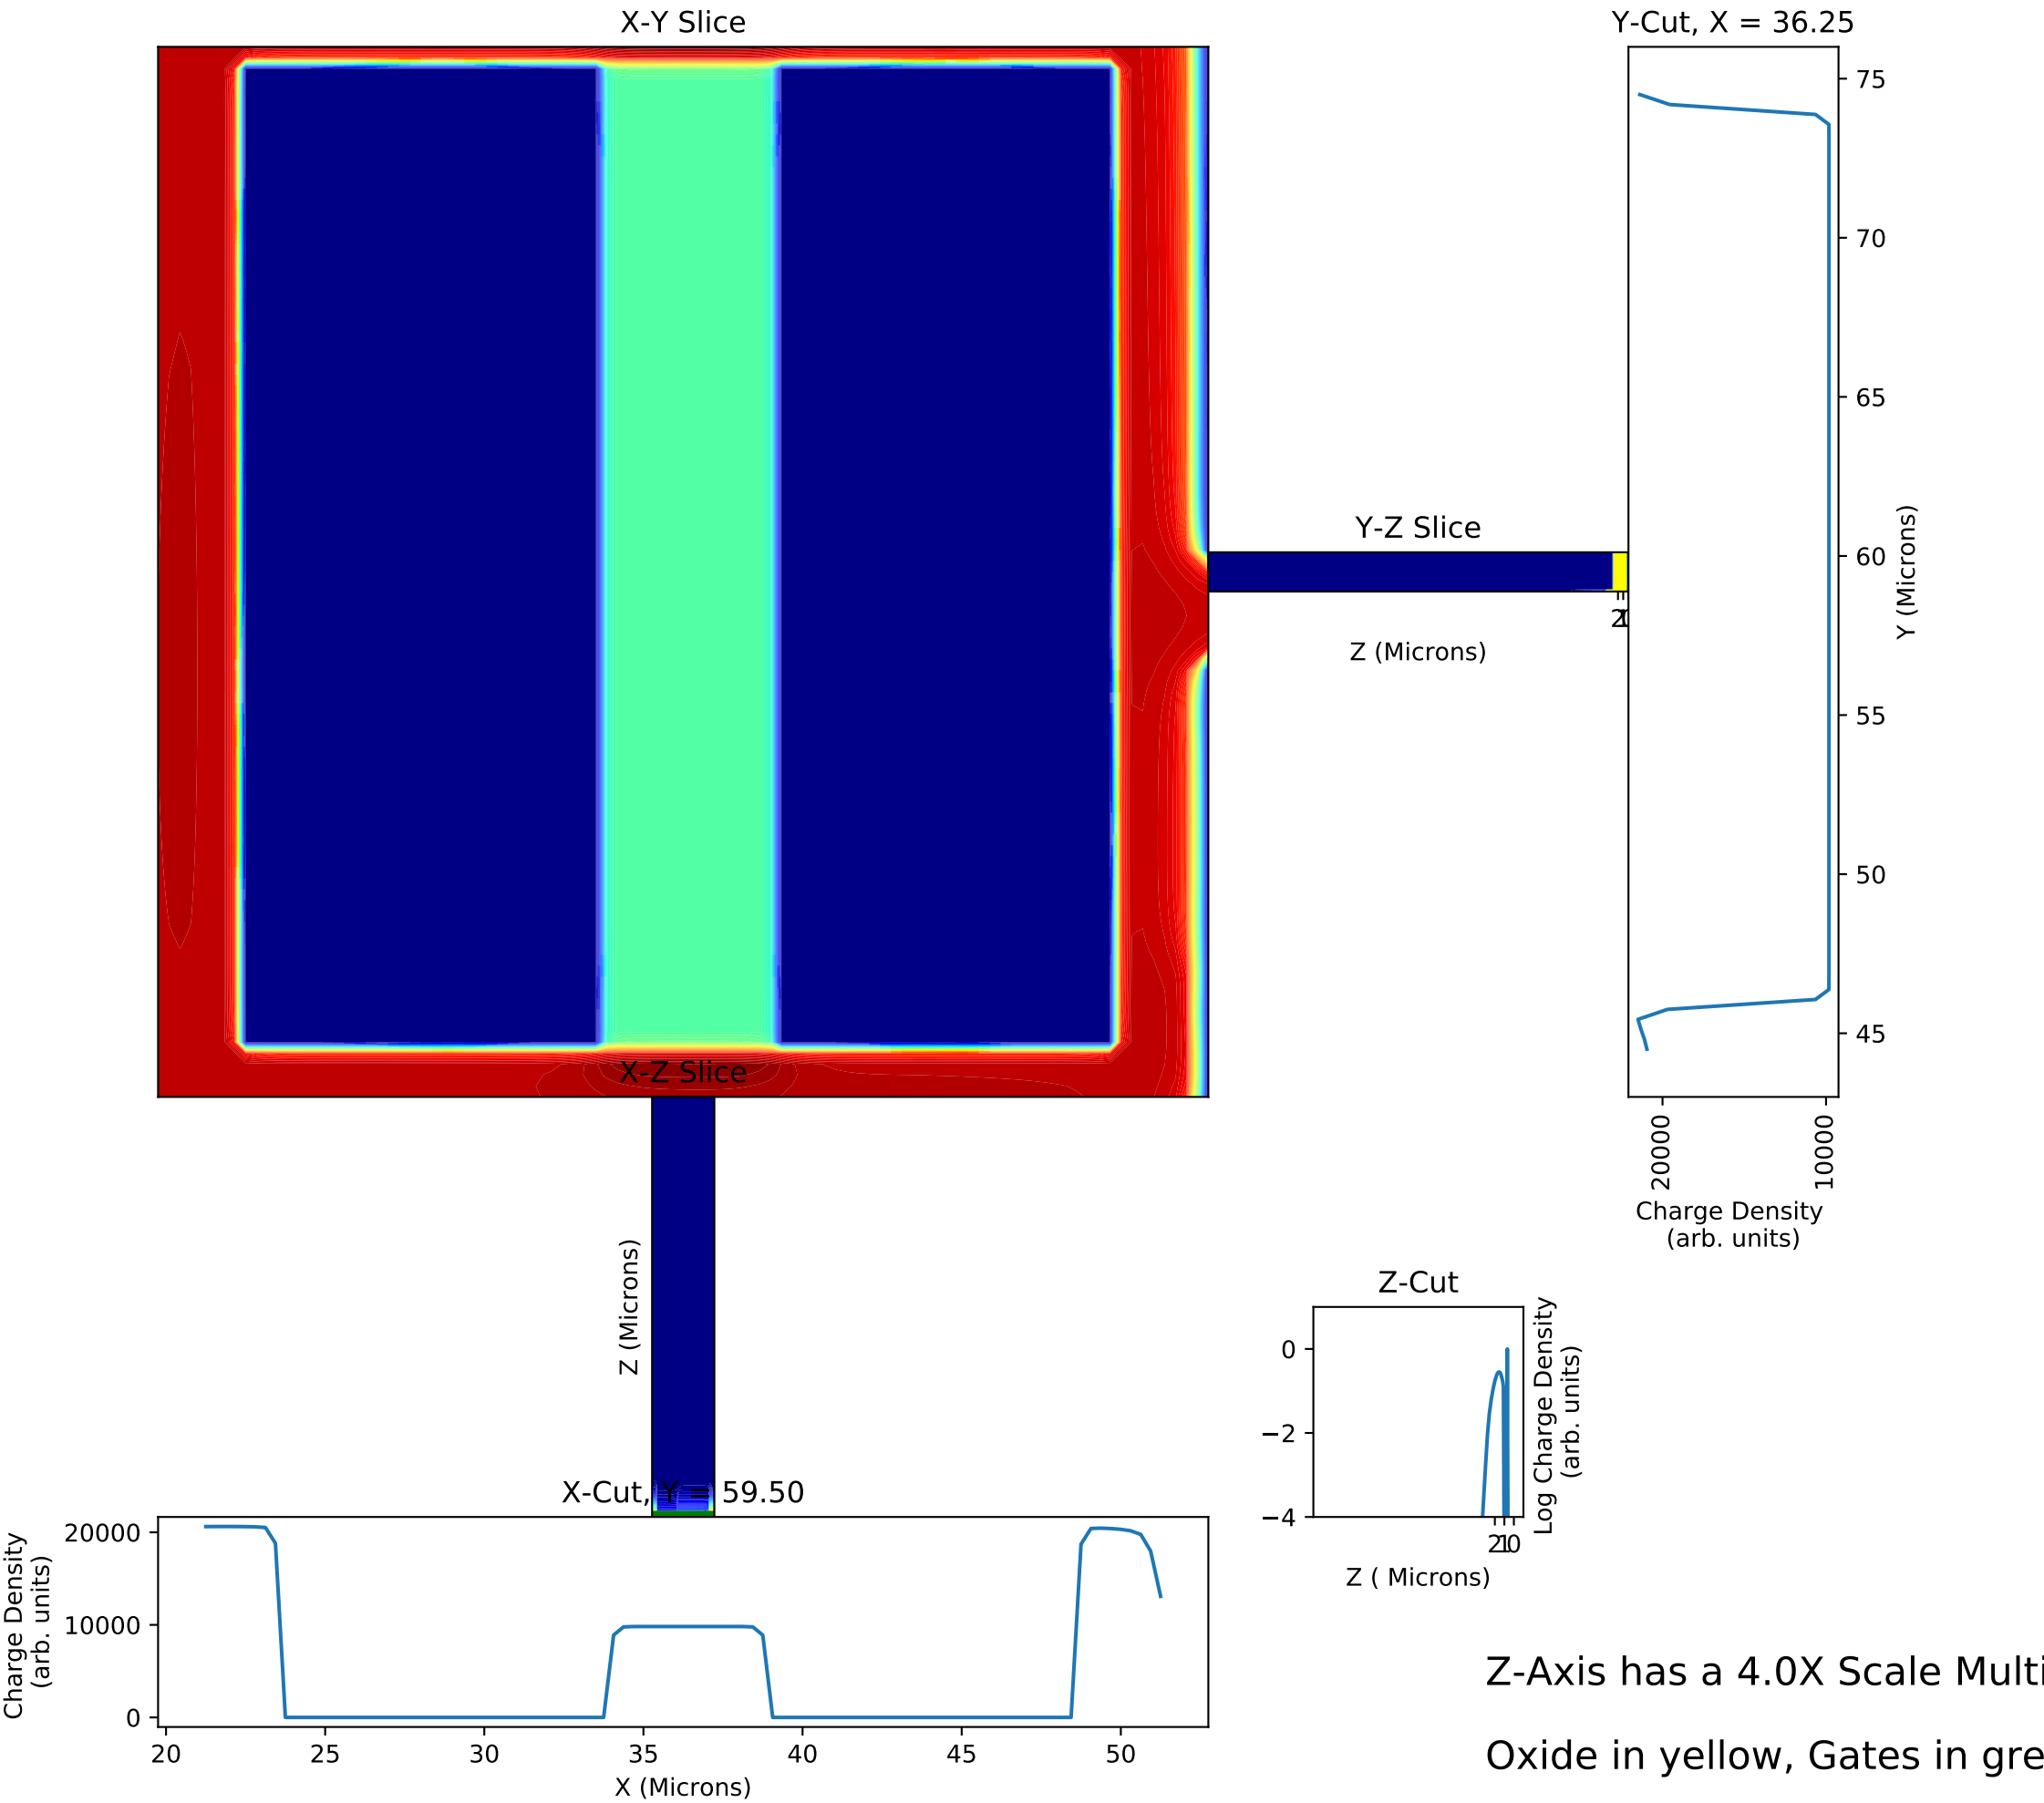 X-Y Slice
Y-Cut, X = 36.25
75
70
65
60
55
50
45
Y (Microns)
Y-Z Slice
Z (Microns)
20000
10000
Charge Density
(arb. units)
X-Z Slice
Z (Microns)
Z-Cut
0
−2
−4
2
1
0
Log Charge Density
(arb. units)
Z ( Microns)
X-Cut, Y = 59.50
20000
10000
0
Charge Density
(arb. units)
20
25
30
35
40
45
50
X (Microns)
Z-Axis has a 4.0X Scale Multi
Oxide in yellow, Gates in gre